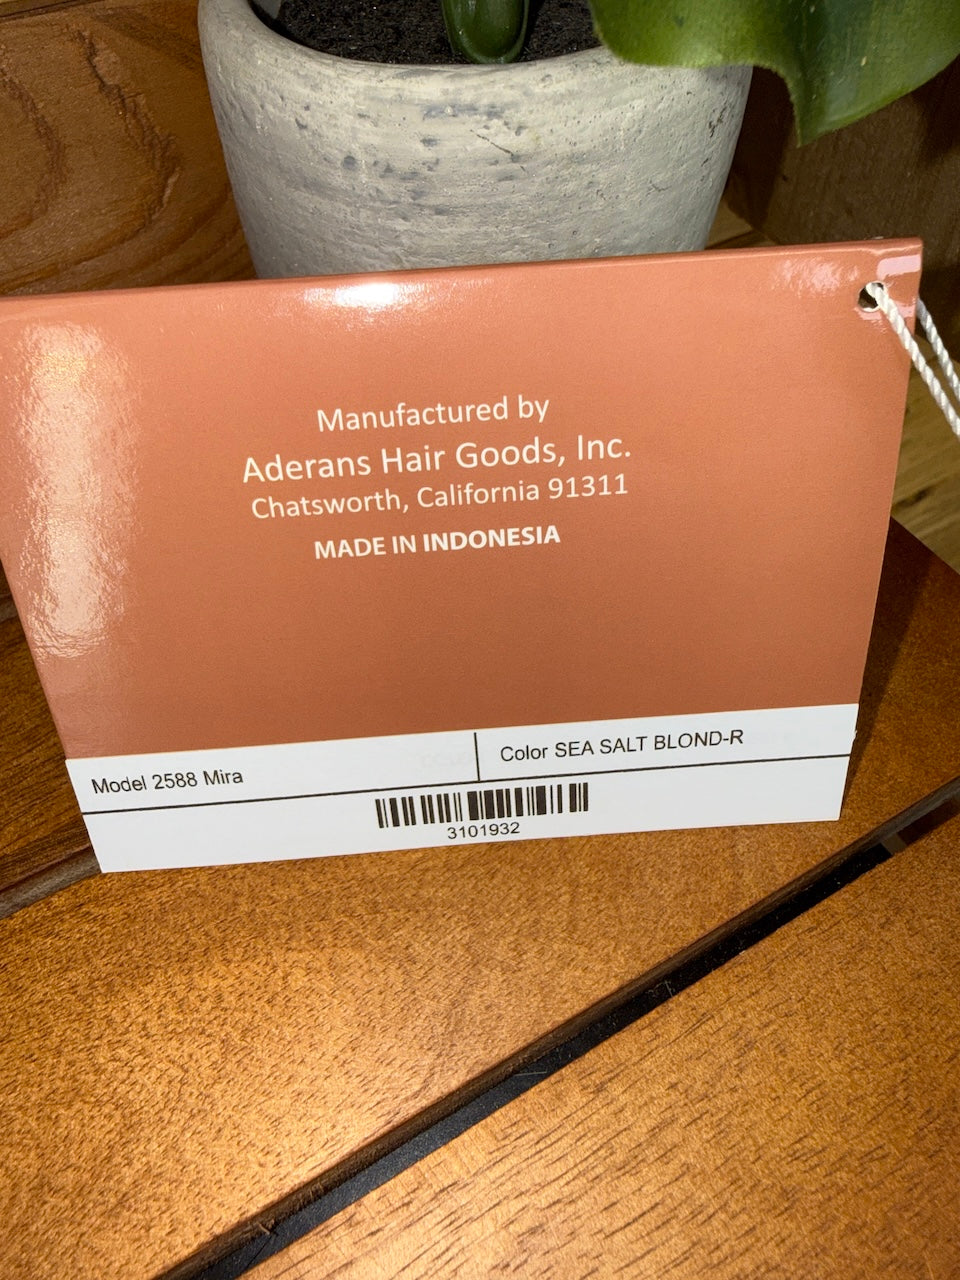 Manufactured by
Aderans Hair Goods, Inc.
Chatsworth, California 91311
MADE IN INDONESIA
Model 2588 Mira
Color SEA SALT BLOND-R
3101932